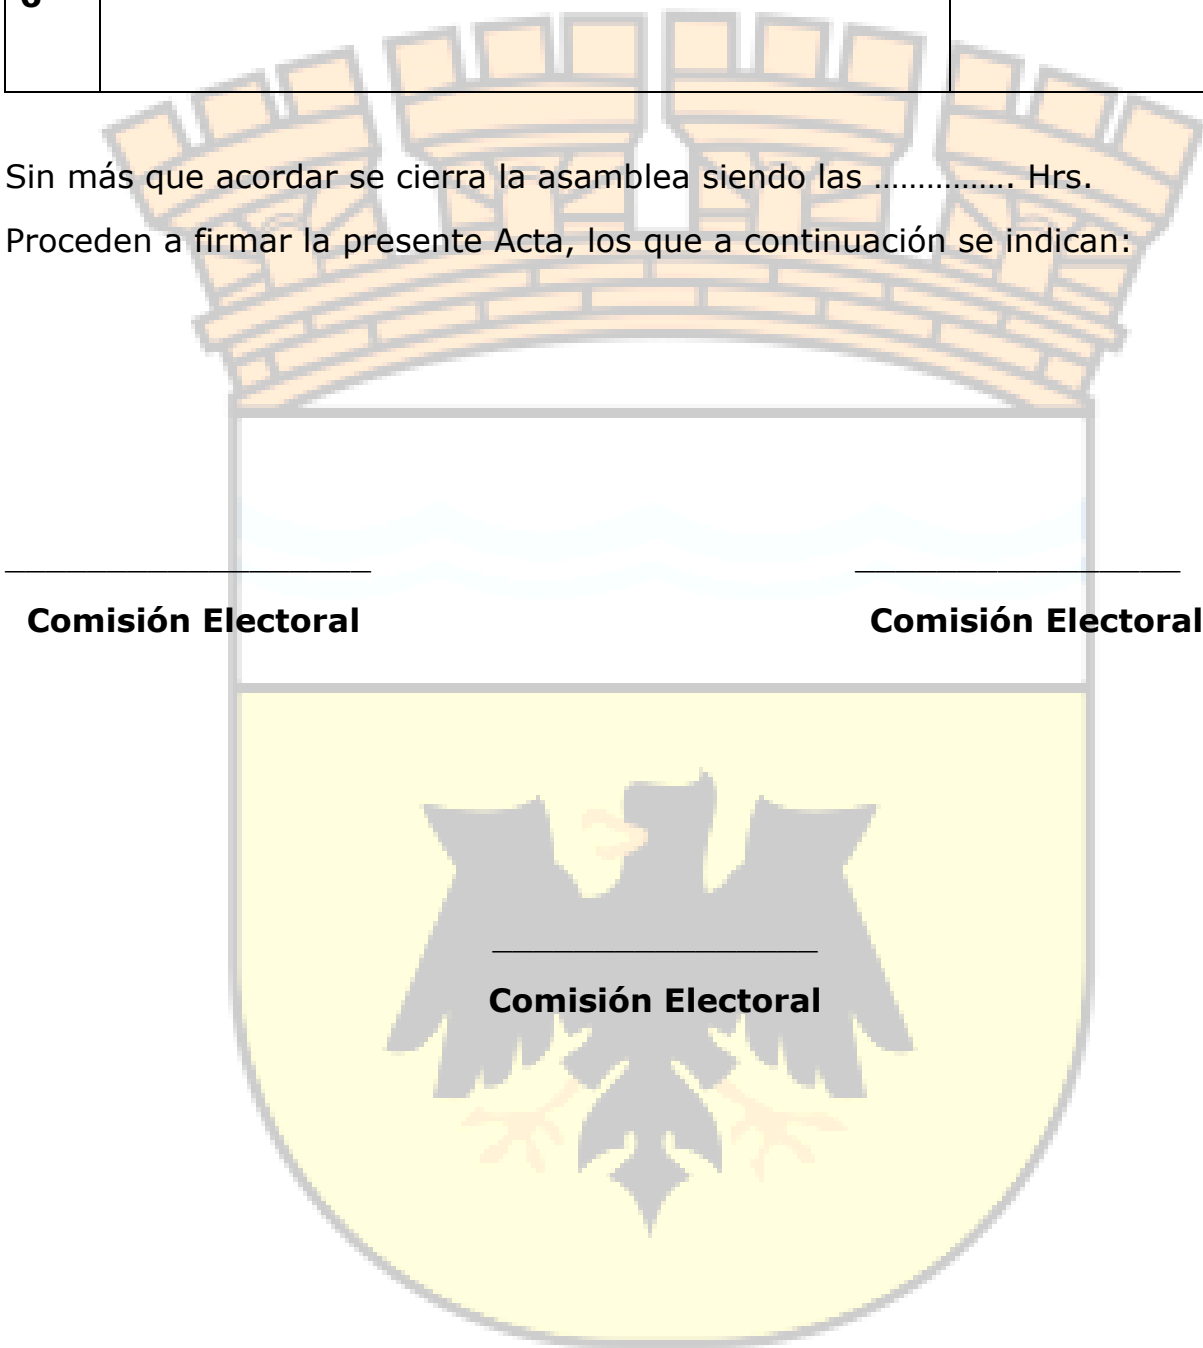 Sin más que acordar se cierra la asamblea siendo las ................ Hrs.
Proceden a firmar la presente Acta, los que a continuación se indican:
Comisión Electoral
Comisión Electoral
Comisión Electoral